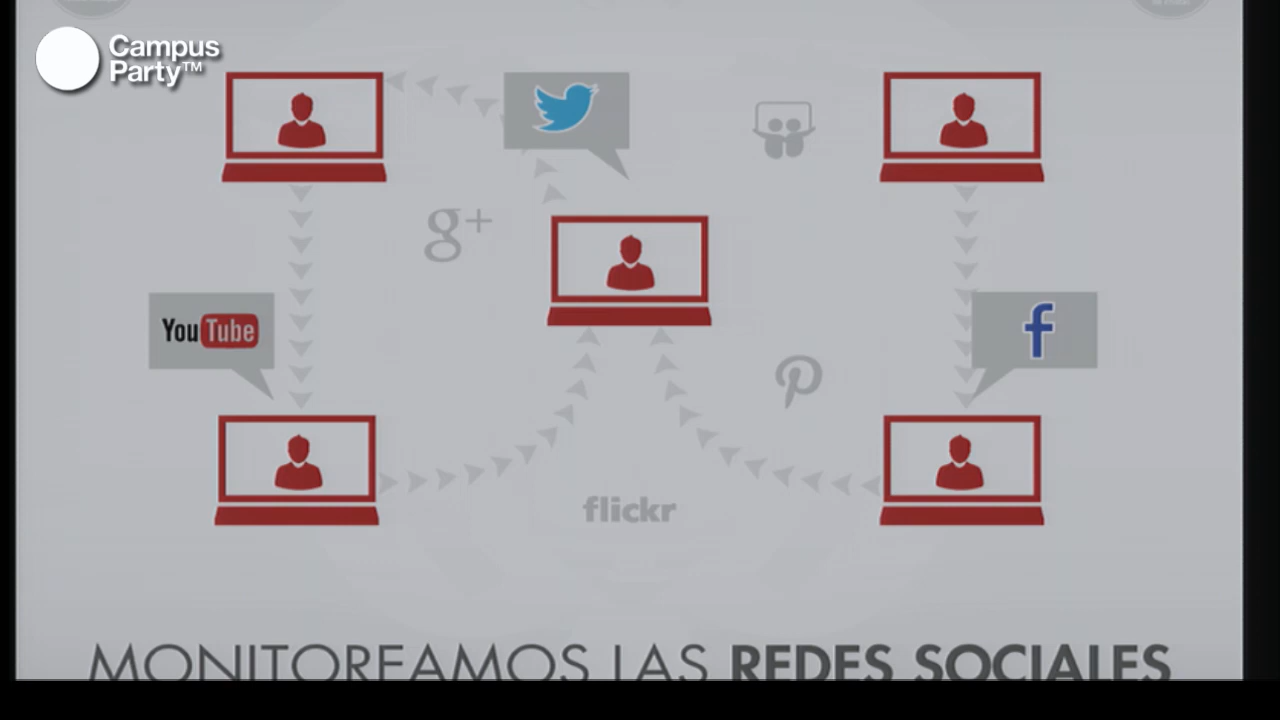 Campus
Party™
g+
You Tube
f
flickr
MONITOREAMOS LAS REDES SOCIALES